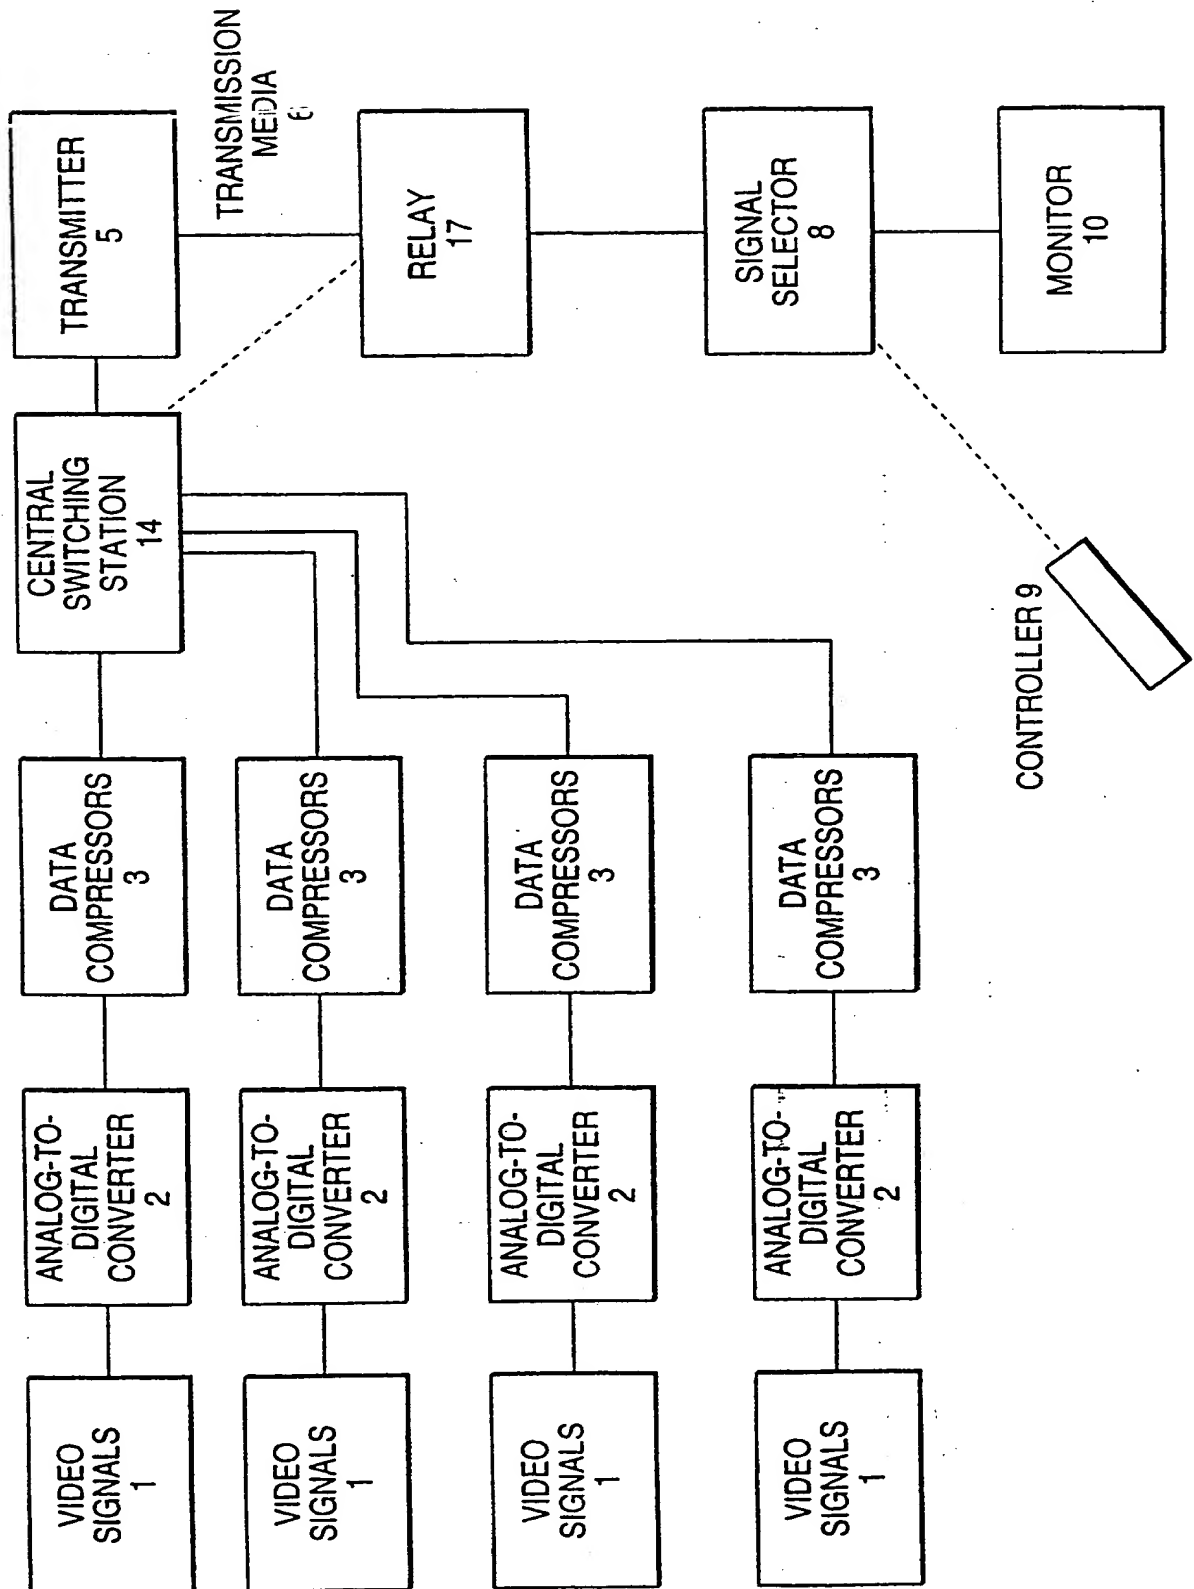 VIDEO
SIGNALS
1
ANALOG-TO-
DIGITAL
CONVERTER
2
DATA
COMPRESSORS
3
CENTRAL
SWITCHING
STATION
14
TRANSMITTER
5
TRANSMISSION
MEDIA
6
VIDEO
SIGNALS
1
ANALOG-TO-
DIGITAL
CONVERTER
2
DATA
COMPRESSORS
3
RELAY
17
VIDEO
SIGNALS
1
ANALOG-TO-
DIGITAL
CONVERTER
2
DATA
COMPRESSORS
3
SIGNAL
SELECTOR
8
VIDEO
SIGNALS
1
ANALOG-TO-
DIGITAL
CONVERTER
2
DATA
COMPRESSORS
3
CONTROLLER 9
MONITOR
10